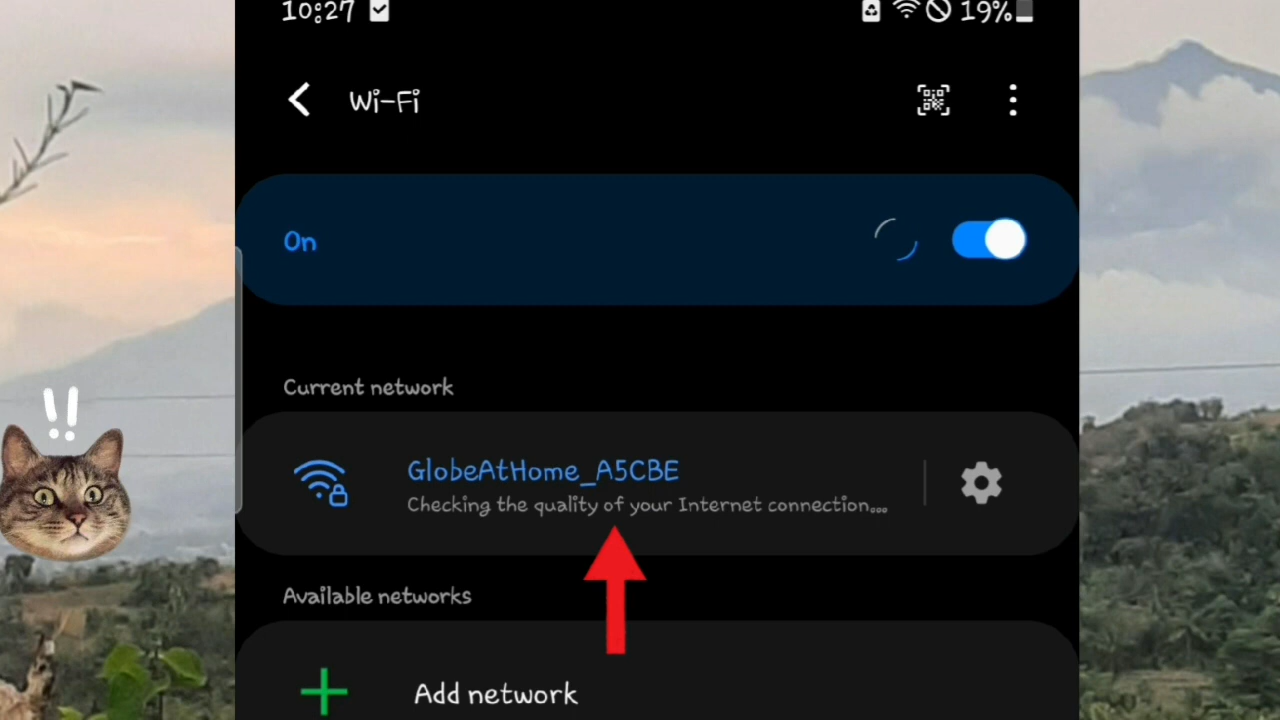 10:27
19%
Wi-Fi
On
Current network
GlobeAtHome_A5CBE
Checking the quality of your Internet connection...
Available networks
Add network
!!